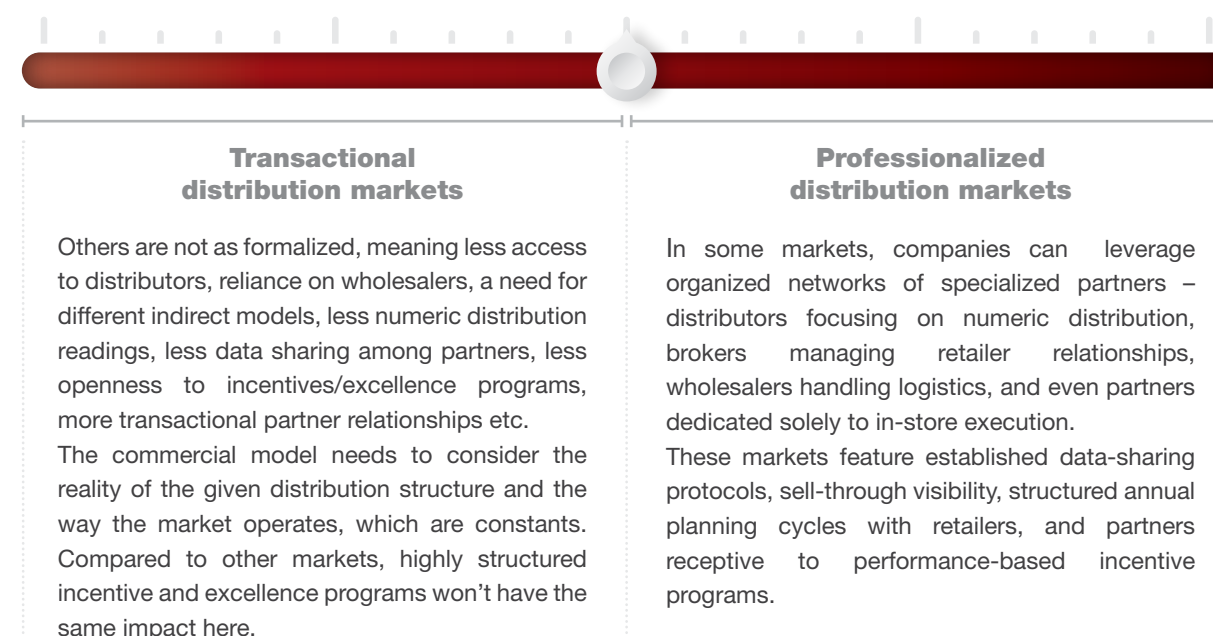 Transactional
distribution markets
Others are not as formalized, meaning less access
to distributors, reliance on wholesalers, a need for
different indirect models, less numeric distribution
readings, less data sharing among partners, less
openness to incentives/excellence programs,
more transactional partner relationships etc.
The commercial model needs to consider the
reality of the given distribution structure and the
way the market operates, which are constants.
Compared to other markets, highly structured
incentive and excellence programs won’t have the
same impact here.
Professionalized
distribution markets
In some markets, companies can leverage
organized networks of specialized partners –
distributors focusing on numeric distribution,
brokers managing retailer relationships,
wholesalers handling logistics, and even partners
dedicated solely to in-store execution.
These markets feature established data-sharing
protocols, sell-through visibility, structured annual
planning cycles with retailers, and partners
receptive to performance-based incentive
programs.